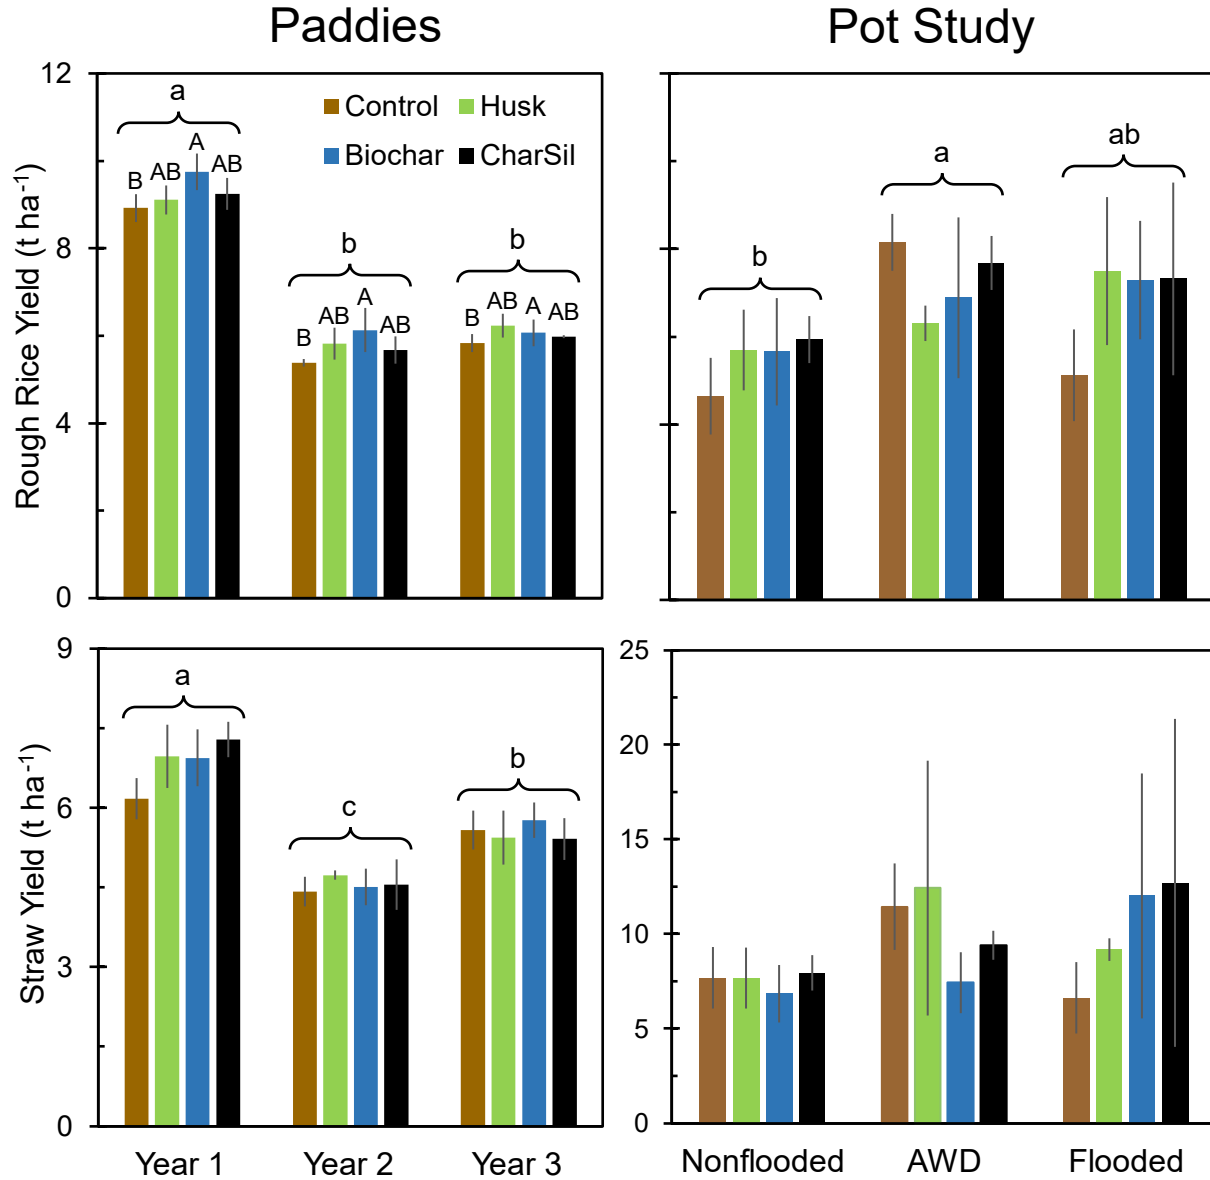 Paddies
Pot Study
Rough Rice Yield (t ha⁻¹)
12
8
4
0
Control
Husk
Biochar
CharSil
a
B AB A AB
b
B AB A AB
b
B AB A AB
b
a
ab
Straw Yield (t ha⁻¹)
9
6
3
0
a
c
b
Year 1 Year 2 Year 3
25
20
15
10
5
0
Nonflooded AWD Flooded